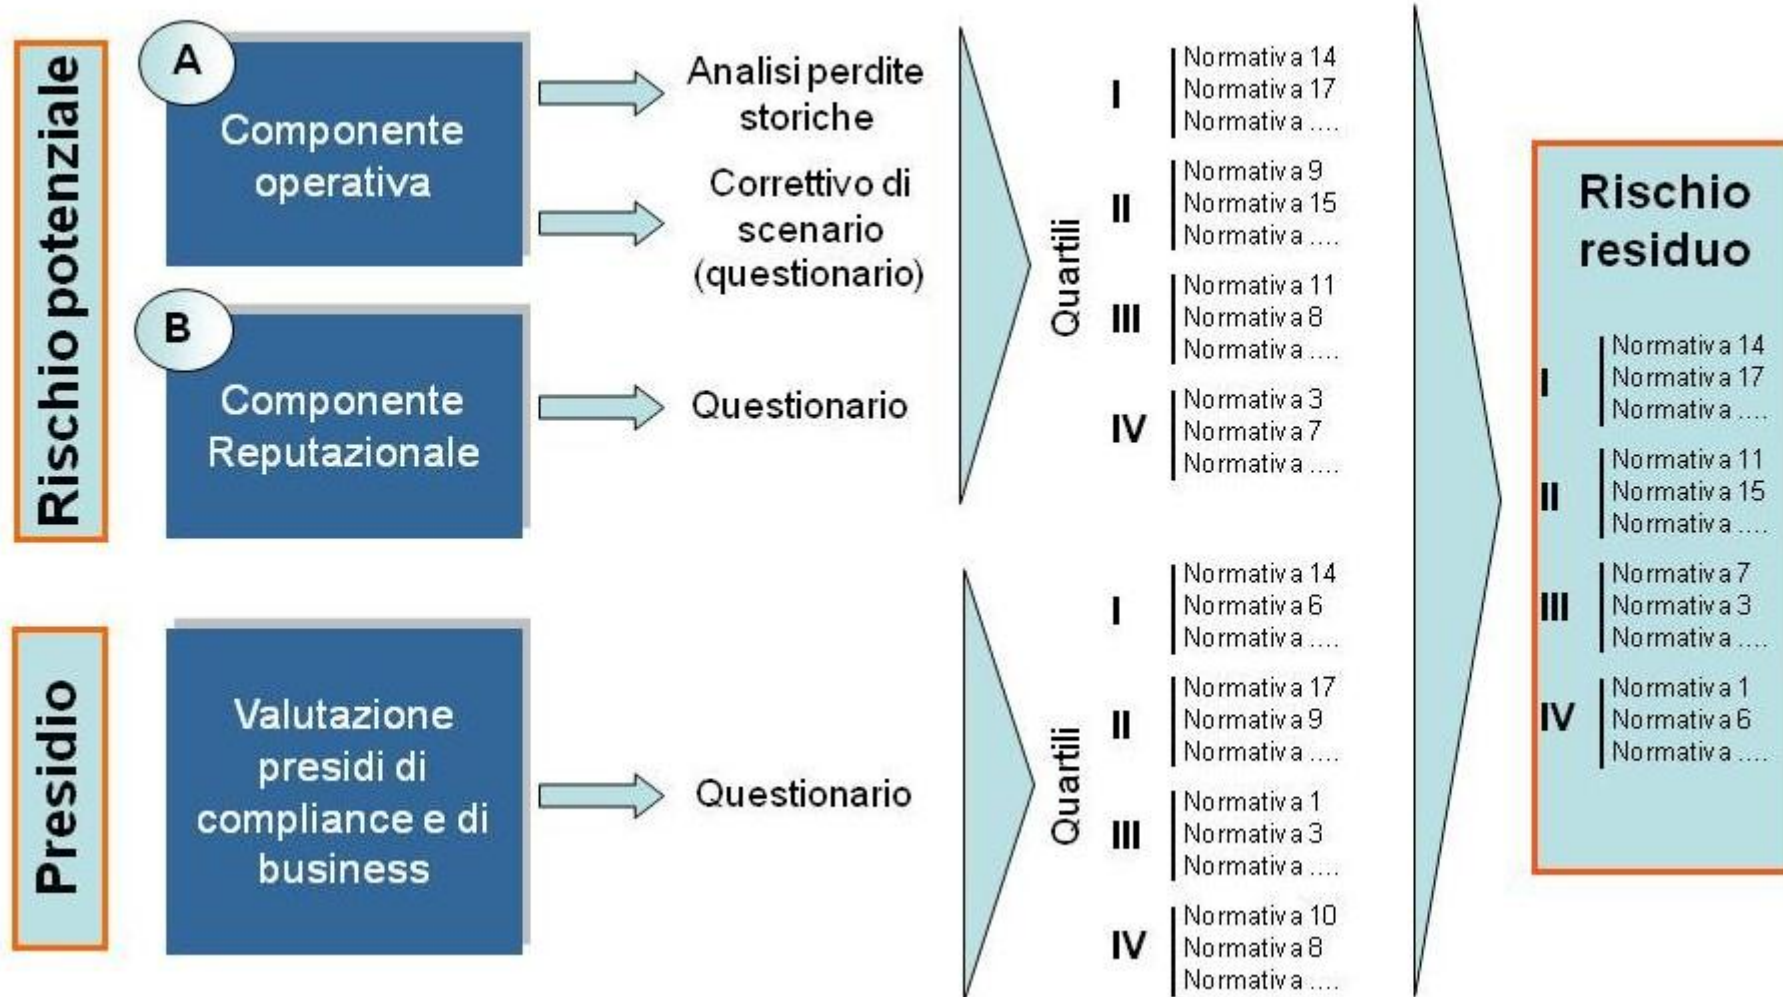 Rischio potenziale
A
Componente
operativa
Analisi perdite
storiche
Correttivo di
scenario
(questionario)
B
Componente
Reputazionale
Questionario
Quartili
I
Normativa 14
Normativa 17
Normativa ....
II
Normativa 9
Normativa 15
Normativa ....
III
Normativa 11
Normativa 8
Normativa ....
IV
Normativa 3
Normativa 7
Normativa ....
Presidio
Valutazione
presidi di
compliance e di
business
Questionario
Quartili
I
Normativa 14
Normativa 6
Normativa ....
II
Normativa 17
Normativa 9
Normativa ....
III
Normativa 1
Normativa 3
Normativa ....
IV
Normativa 10
Normativa 8
Normativa ....
Rischio
residuo
I
Normativa 14
Normativa 17
Normativa ....
II
Normativa 11
Normativa 15
Normativa ....
III
Normativa 7
Normativa 3
Normativa ....
IV
Normativa 1
Normativa 6
Normativa ....